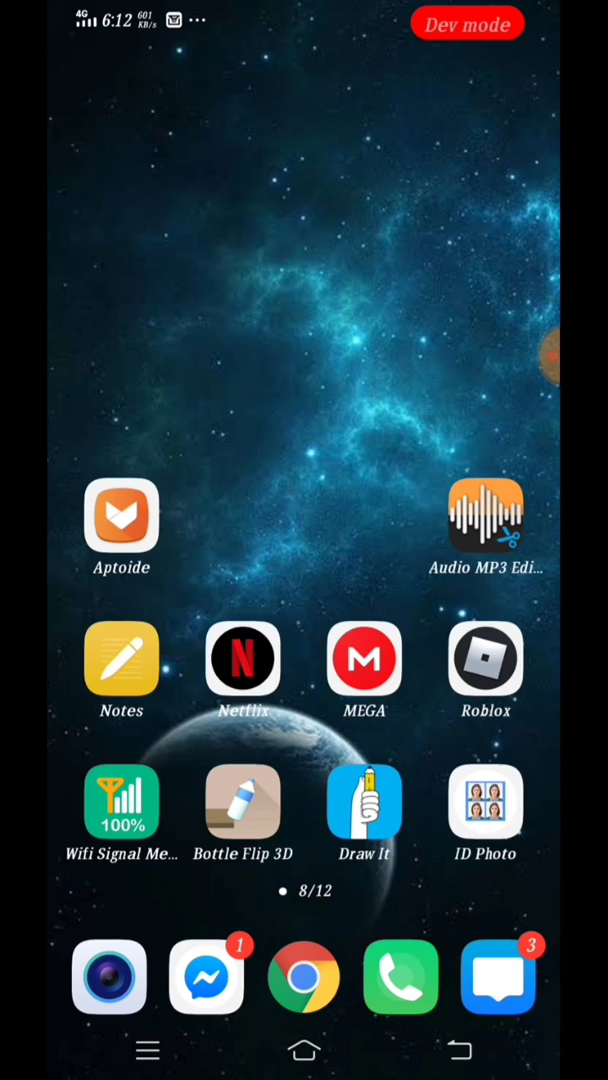 4G 6:12 601 KB/s ...
Dev mode
Aptoide
Audio MP3 Edi...
Notes
Netflix
MEGA
Roblox
100%
Wifi Signal Me...
Bottle Flip 3D
Draw It
ID Photo
8/12
1
3